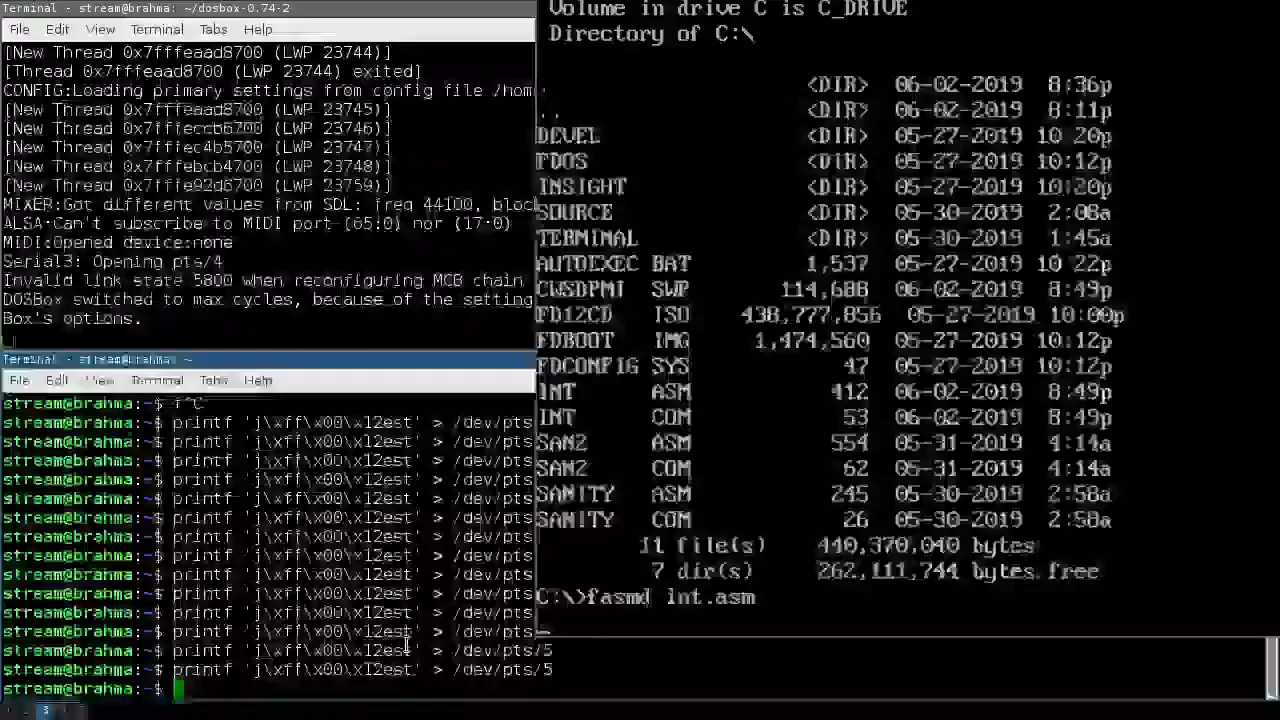 Terminal - stream@brahma: ~/dosbox-0.74-2
File Edit View Terminal Tabs Help
[New Thread 0x7fffeaad8700 (LWP 23744)]
[Thread 0x7fffeaad8700 (LWP 23744) exited]
CONFIG:Loading primary settings from config file /hom
[New Thread 0x7fffeaad8700 (LWP 23745)]
[New Thread 0x7fffeccb6700 (LWP 23746)]
[New Thread 0x7fffec4b5700 (LWP 23747)]
[New Thread 0x7fffebcb4700 (LWP 23748)]
[New Thread 0x7fffe92d6700 (LWP 23759)]
MIXER:Got different values from SDL: freq 44100, bloc
ALSA:Can't subscribe to MIDI port (65:0) nor (17:0)
MIDI:Opened device:none
Serial3: Opening pts/4
Invalid link state 5800 when reconfiguring MCB chain
DOSBox switched to max cycles, because of the setting
Box's options.
Terminal - stream@brahma: ~
File Edit View Terminal Tabs Help
stream@brahma:~$ f^C
stream@brahma:~$ printf 'j\xff\x00\x12est' > /dev/pts
stream@brahma:~$ printf 'j\xff\x00\x12est' > /dev/pts
stream@brahma:~$ printf 'j\xff\x00\x12est' > /dev/pts
stream@brahma:~$ printf 'j\xff\x00\x12est' > /dev/pts
stream@brahma:~$ printf 'j\xff\x00\x12est' > /dev/pts
stream@brahma:~$ printf 'j\xff\x00\x12est' > /dev/pts
stream@brahma:~$ printf 'j\xff\x00\x12est' > /dev/pts
stream@brahma:~$ printf 'j\xff\x00\x12est' > /dev/pts
stream@brahma:~$ printf 'j\xff\x00\x12est' > /dev/pts
stream@brahma:~$ printf 'j\xff\x00\x12est' > /dev/pts
stream@brahma:~$ printf 'j\xff\x00\x12est' > /dev/pts
stream@brahma:~$ printf 'j\xff\x00\x12est' > /dev/pts
stream@brahma:~$ printf 'j\xff\x00\x12est' > /dev/pts/5
stream@brahma:~$ printf 'j\xff\x00\x12est' > /dev/pts/5
stream@brahma:~$
3
Volume in drive C is C_DRIVE
Directory of C:\
. <DIR> 06-02-2019 8:36p
.. <DIR> 06-02-2019 8:11p
DEVEL <DIR> 05-27-2019 10:20p
FDOS <DIR> 05-27-2019 10:12p
INSIGHT <DIR> 05-27-2019 10:20p
SOURCE <DIR> 05-30-2019 2:08a
TERMINAL <DIR> 05-30-2019 1:45a
AUTOEXEC BAT 1,537 05-27-2019 10:22p
CWSDPMI SWP 114,688 06-02-2019 8:49p
FD12CD ISO 438,777,856 05-27-2019 10:00p
FDBOOT IMG 1,474,560 05-27-2019 10:12p
FDCONFIG SYS 47 05-27-2019 10:12p
INT ASM 412 06-02-2019 8:49p
INT COM 53 06-02-2019 8:49p
SAN2 ASM 554 05-31-2019 4:14a
SAN2 COM 62 05-31-2019 4:14a
SANITY ASM 245 05-30-2019 2:58a
SANITY COM 26 05-30-2019 2:58a
11 file(s) 440,370,040 bytes
7 dir(s) 262,111,744 bytes free
C:\>fasmd int.asm